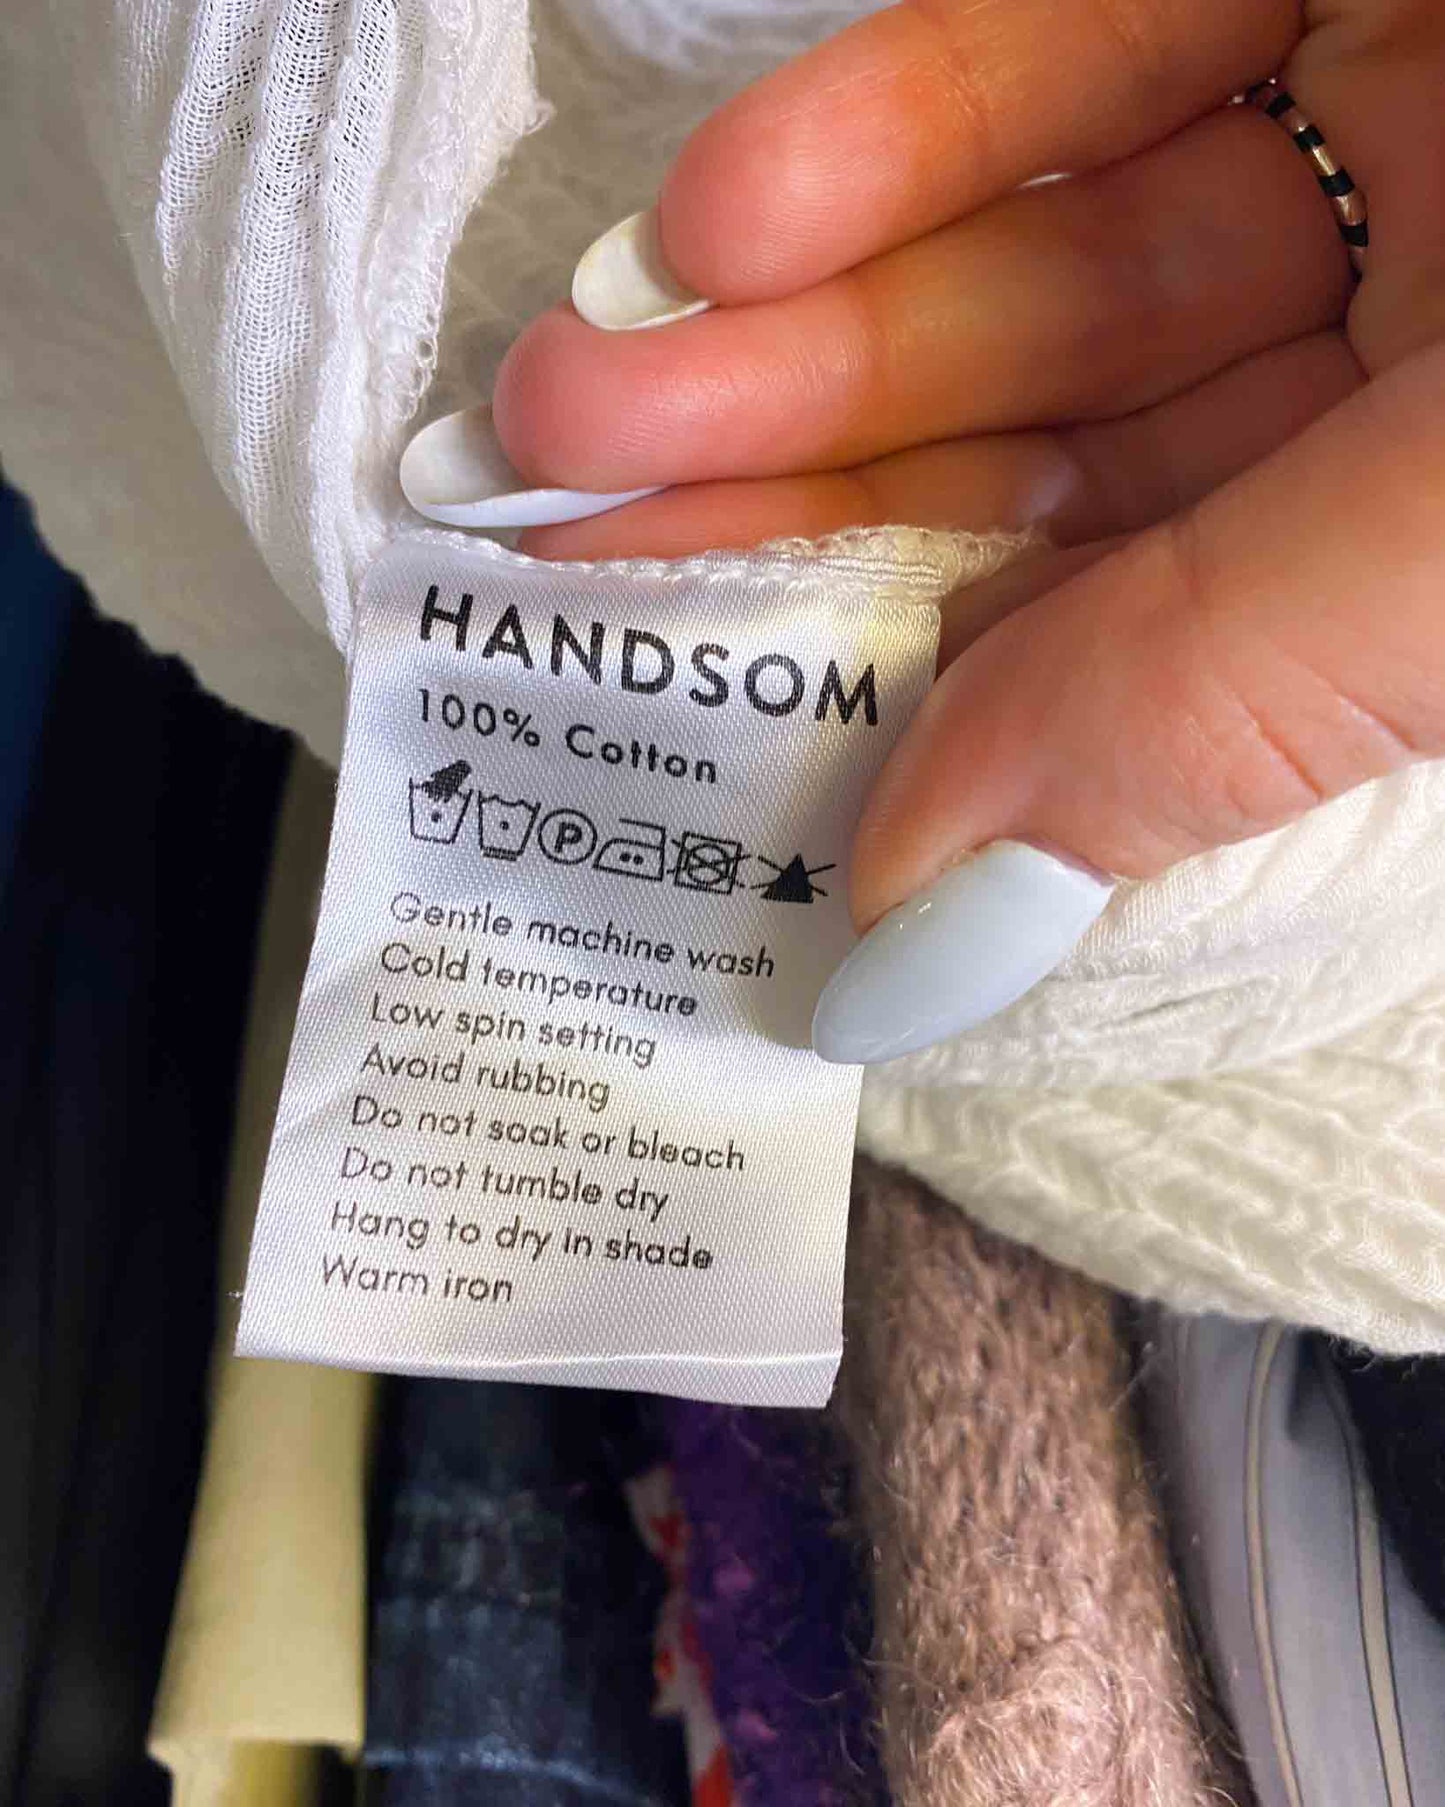 HANDSOM
100% Cotton
P
Gentle machine wash
Cold temperature
Low spin setting
Avoid rubbing
Do not soak or bleach
Do not tumble dry
Hang to dry in shade
Warm iron